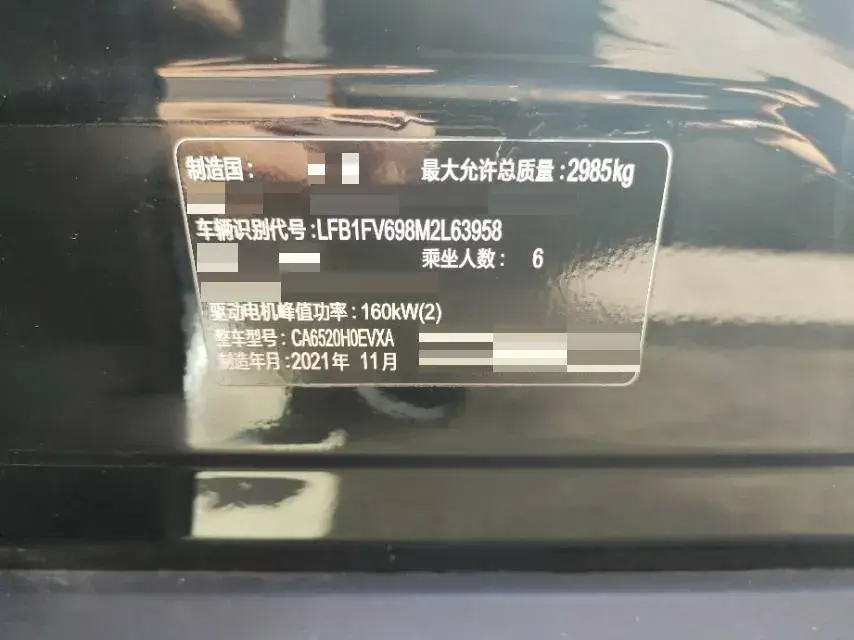 制造国： 最大允许总质量：2985kg
车辆识别代号：LFB1FV698M2L63958
乘坐人数： 6
驱动电机峰值功率：160kW(2)
整车型号：CA6520H0EVXA
制造年月：2021年 11月